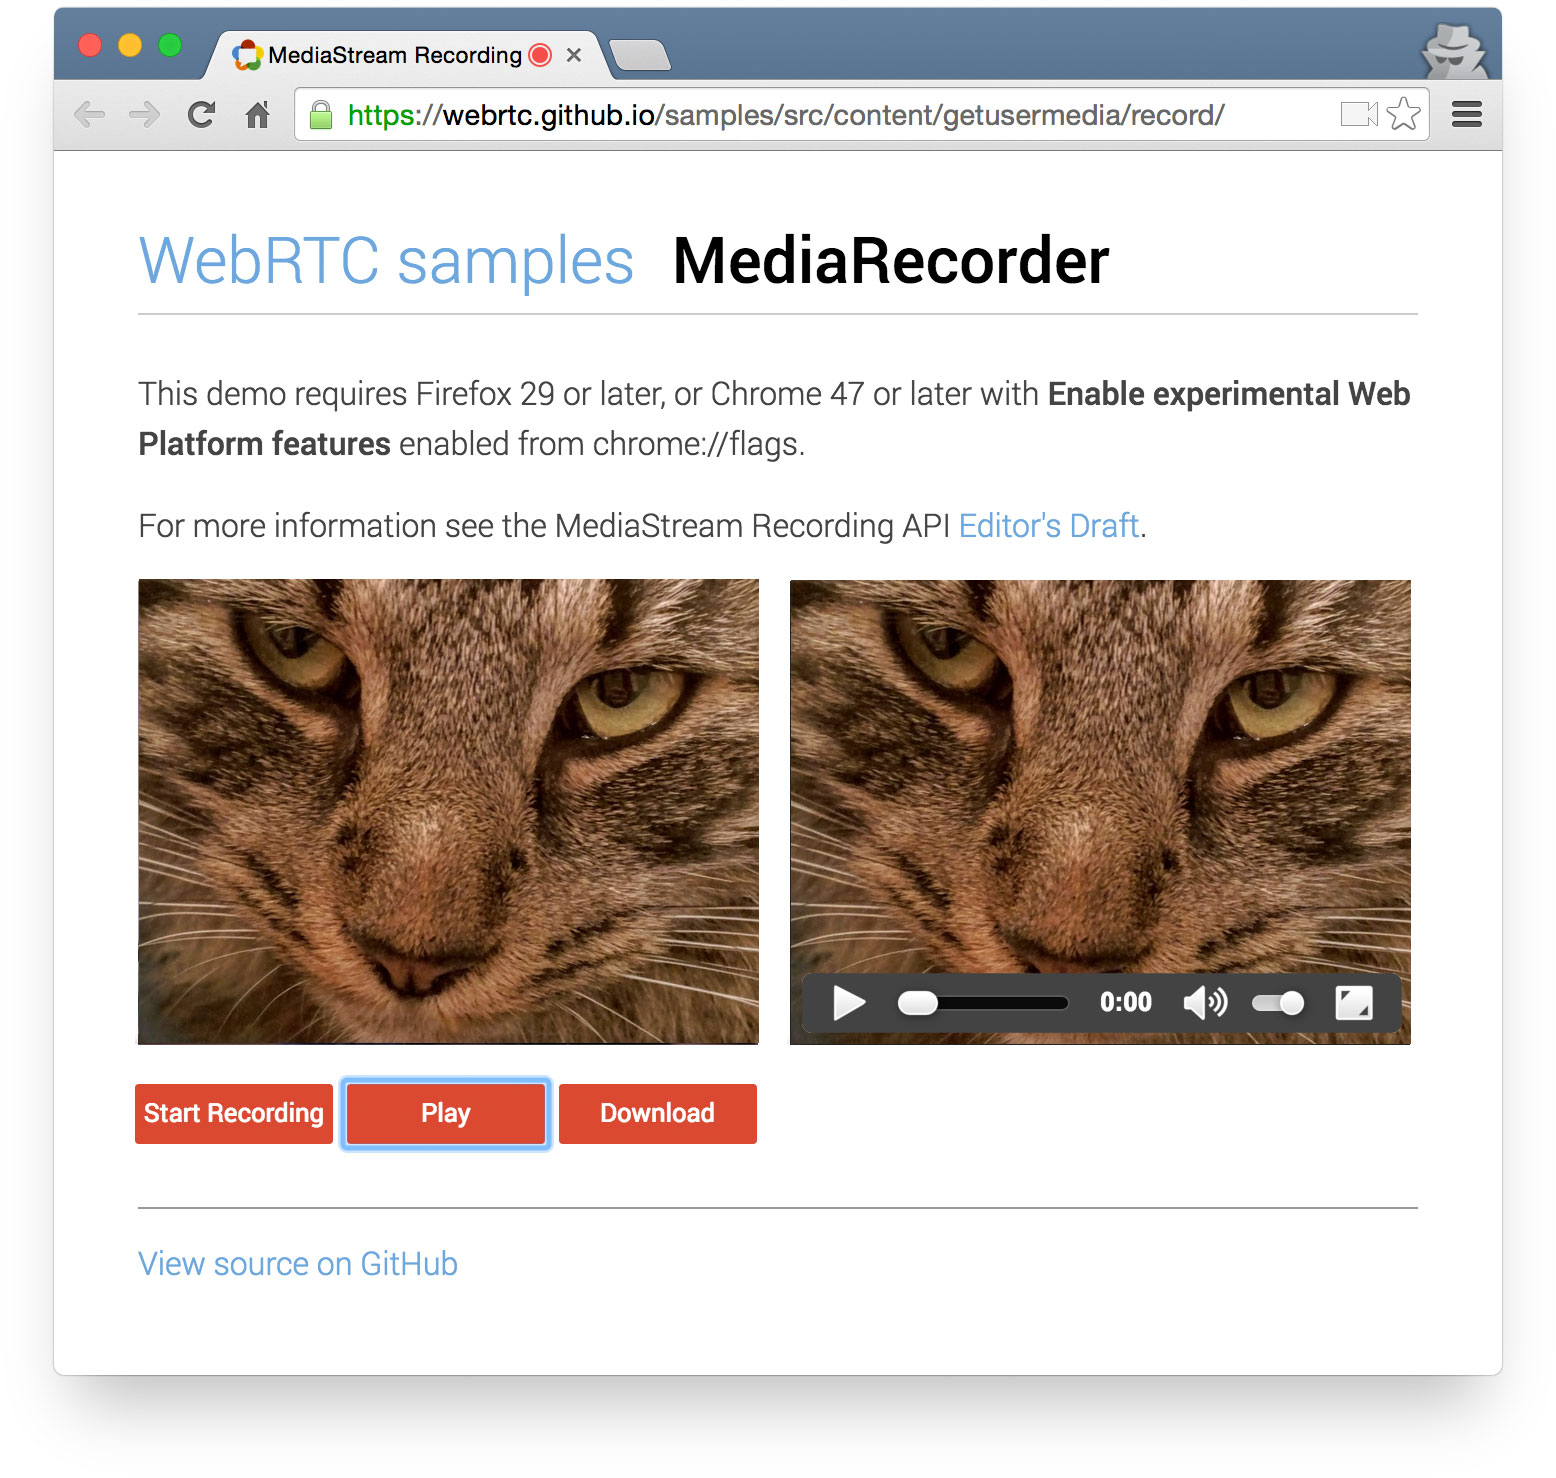 MediaStream Recording
https://webrtc.github.io/samples/src/content/getusermedia/record/
WebRTC samples MediaRecorder
This demo requires Firefox 29 or later, or Chrome 47 or later with Enable experimental Web
Platform features enabled from chrome://flags.
For more information see the MediaStream Recording API Editor's Draft.
0:00
Start Recording Play Download
View source on GitHub